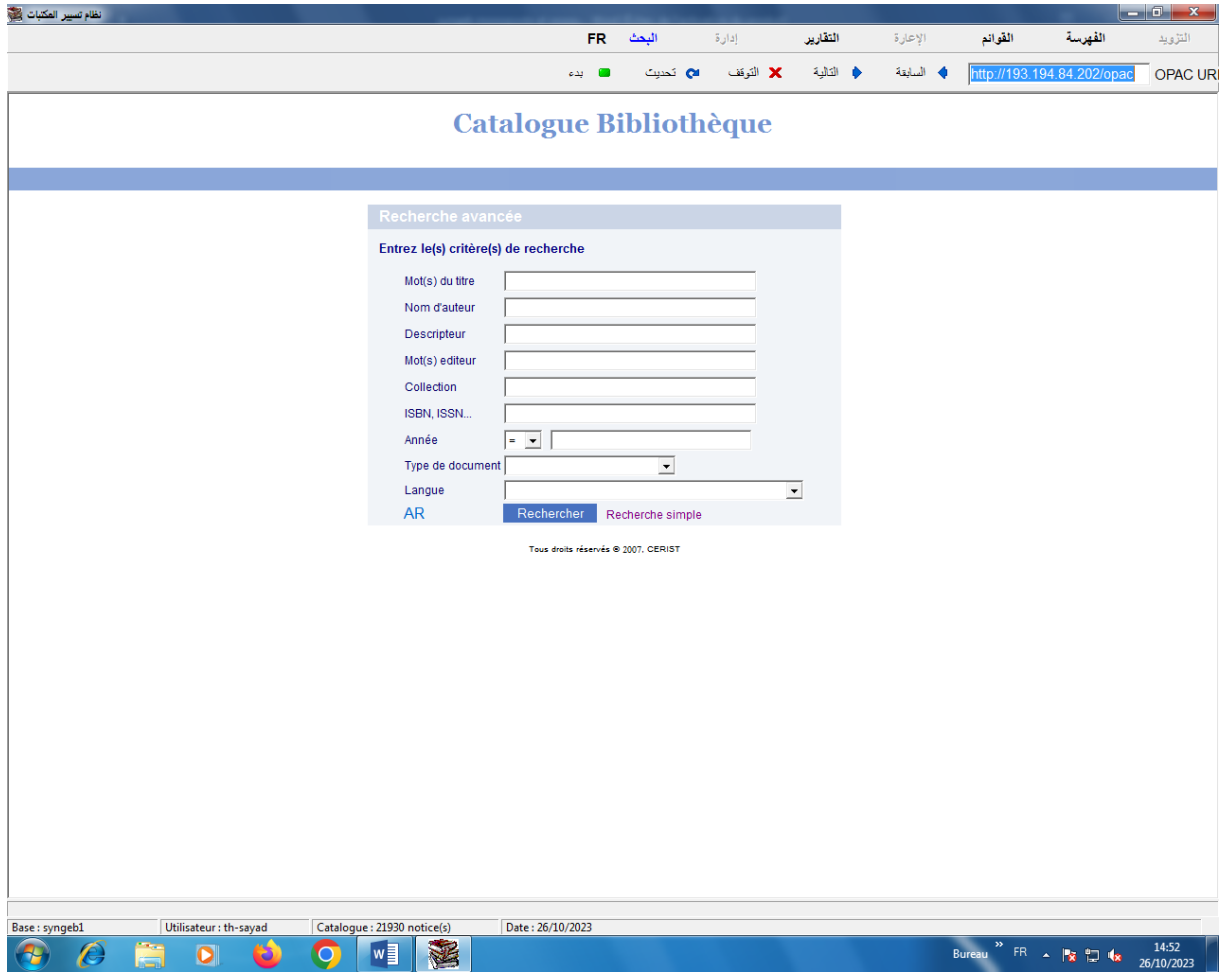 نظام تسيير المكتبات
التزويد الفهرسة القوائم الإعارة التقارير إدارة البحث FR
OPAC URL http://193.194.84.202/opac السابقة التالية التوقف تحديث بدء
Catalogue Bibliothèque
Recherche avancée
Entrez le(s) critère(s) de recherche
Mot(s) du titre
Nom d'auteur
Descripteur
Mot(s) editeur
Collection
ISBN, ISSN...
Année =
Type de document
Langue
AR Rechercher Recherche simple
Tous droits réservés © 2007, CERIST
Base : syngeb1 Utilisateur : th-sayad Catalogue : 21930 notice(s) Date : 26/10/2023
Bureau » FR 14:52
26/10/2023